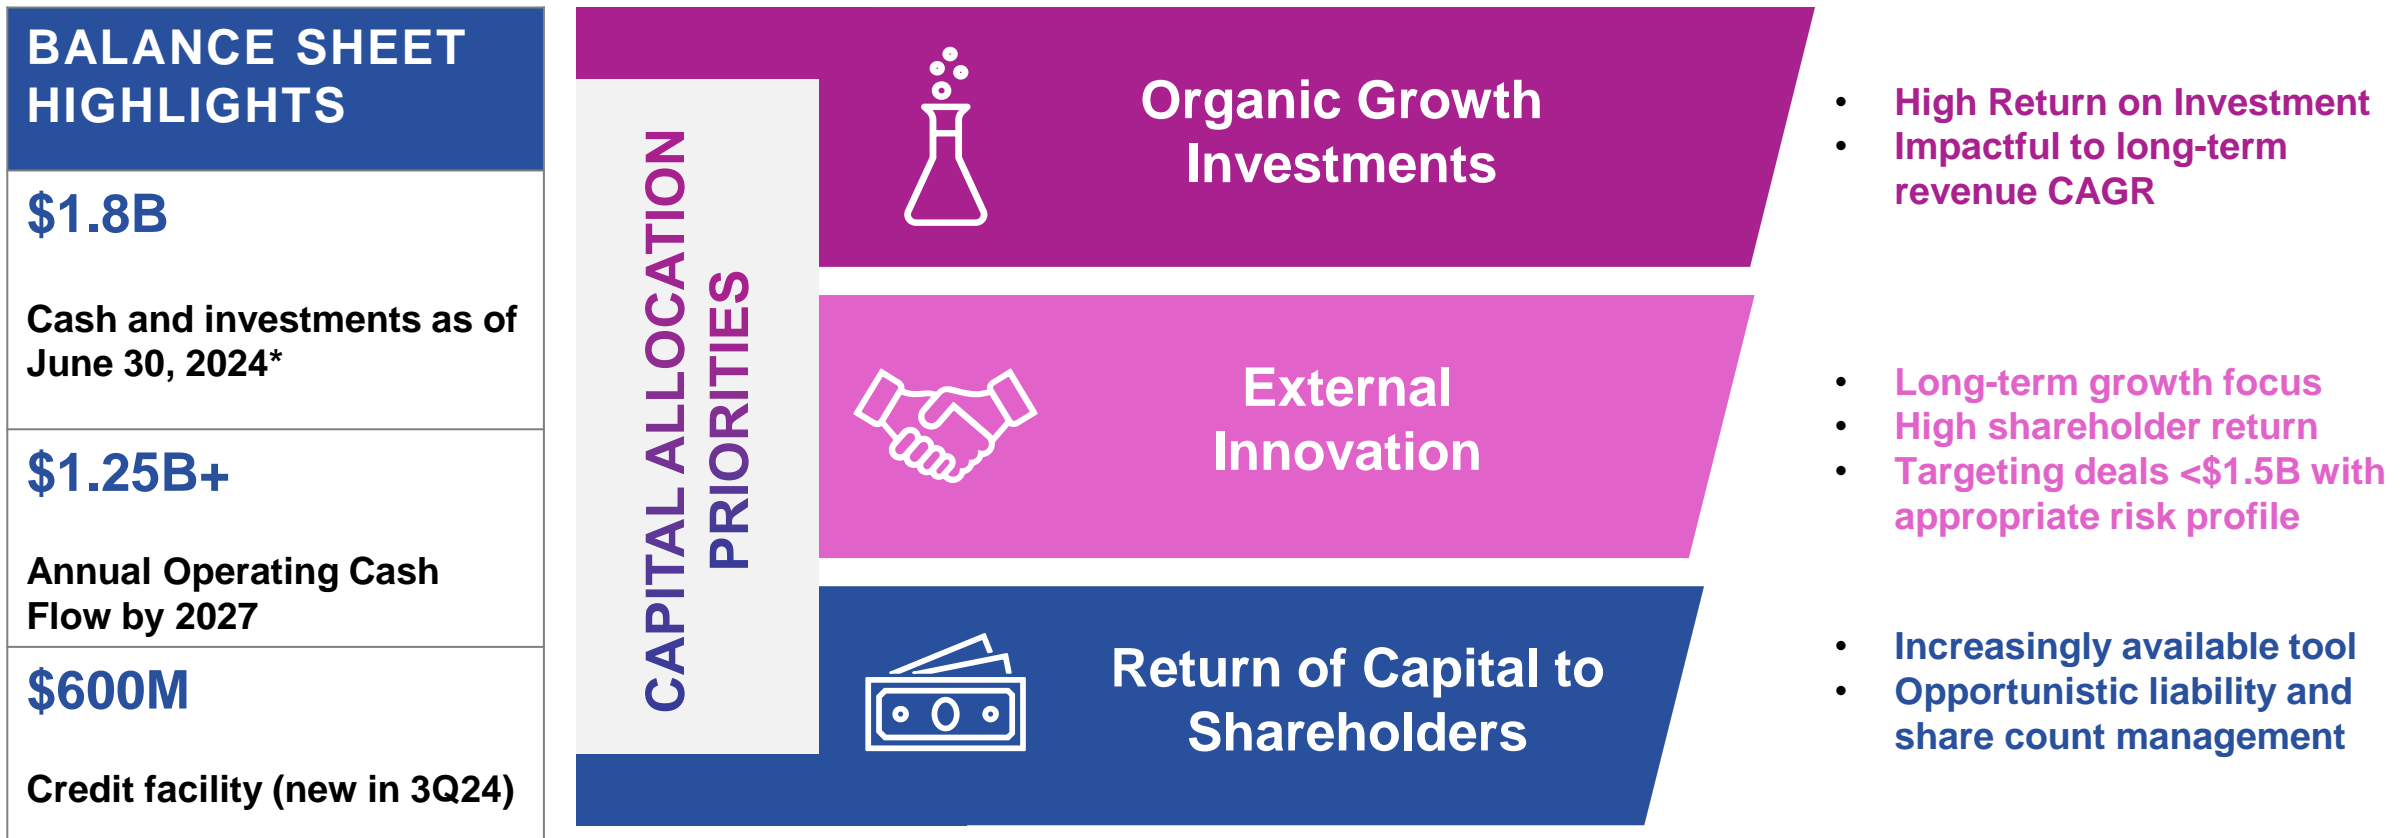 BALANCE SHEET
HIGHLIGHTS
$1.8B
Cash and investments as of
June 30, 2024*
$1.25B+
Annual Operating Cash
Flow by 2027
$600M
Credit facility (new in 3Q24)
CAPITAL ALLOCATION
PRIORITIES
Organic Growth
Investments
• High Return on Investment
• Impactful to long-term
revenue CAGR
External
Innovation
• Long-term growth focus
• High shareholder return
• Targeting deals <$1.5B with
appropriate risk profile
Return of Capital to
Shareholders
• Increasingly available tool
• Opportunistic liability and
share count management